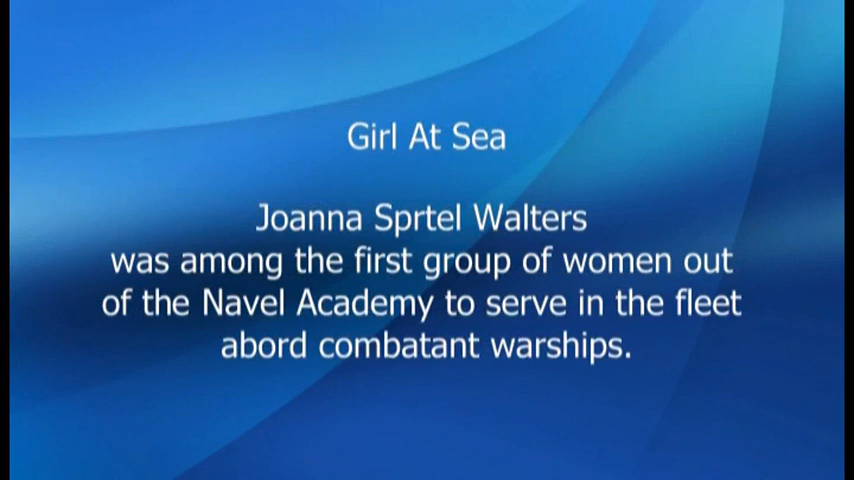 Girl At Sea
Joanna Sprtel Walters
was among the first group of women out
of the Navel Academy to serve in the fleet
abord combatant warships.